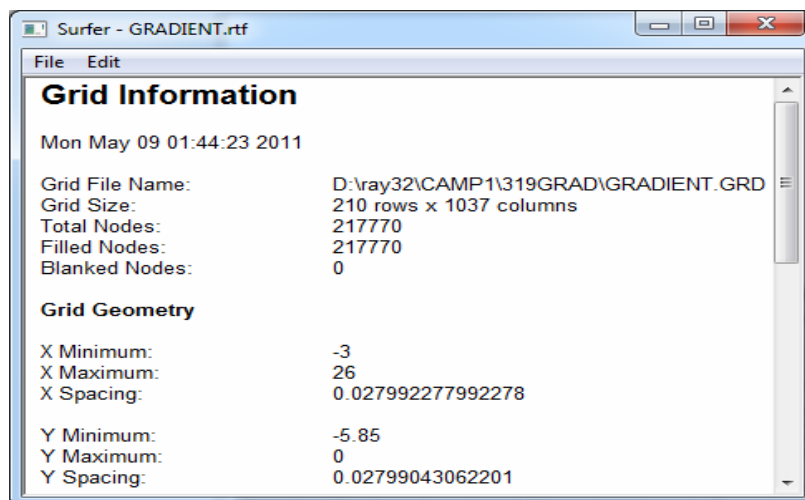 Surfer - GRADIENT.rtf
File Edit
Grid Information
Mon May 09 01:44:23 2011
Grid File Name: D:\ray32\CAMP1\319GRAD\GRADIENT.GRD
Grid Size: 210 rows x 1037 columns
Total Nodes: 217770
Filled Nodes: 217770
Blanked Nodes: 0
Grid Geometry
X Minimum: -3
X Maximum: 26
X Spacing: 0.027992277992278
Y Minimum: -5.85
Y Maximum: 0
Y Spacing: 0.02799043062201